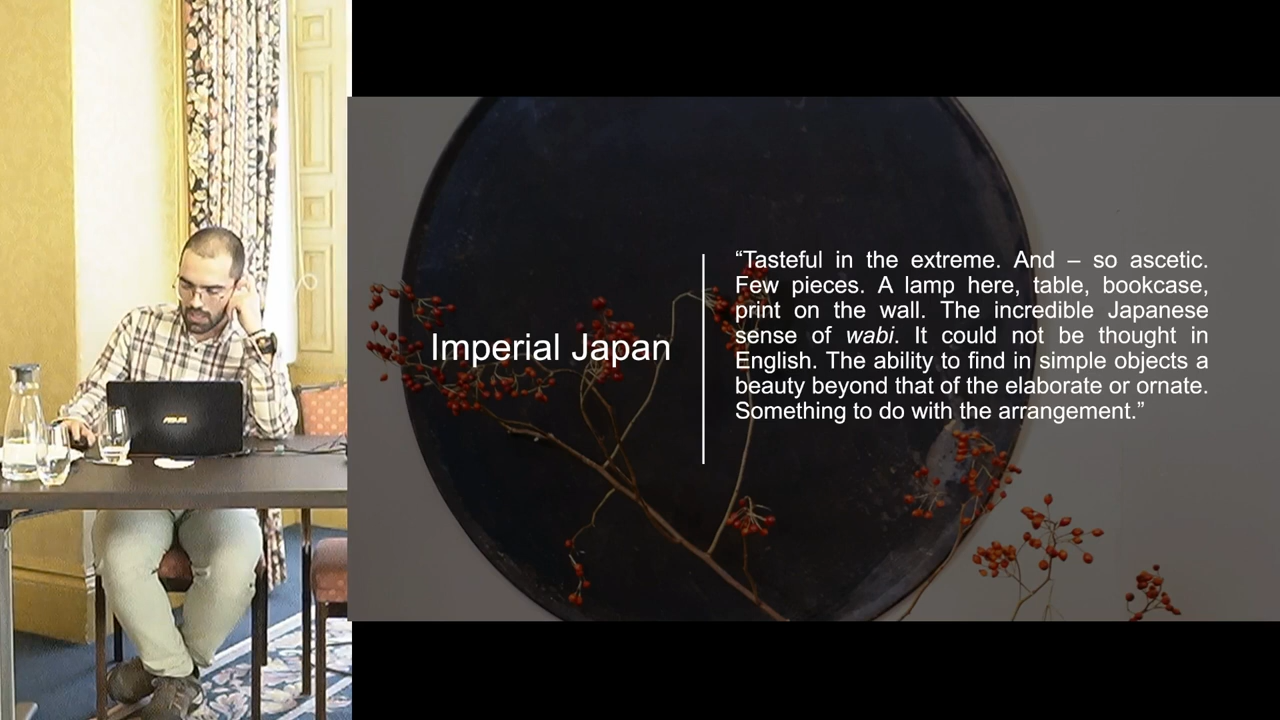 Imperial Japan
“Tasteful in the extreme. And – so ascetic.
Few pieces. A lamp here, table, bookcase,
print on the wall. The incredible Japanese
sense of wabi. It could not be thought in
English. The ability to find in simple objects a
beauty beyond that of the elaborate or ornate.
Something to do with the arrangement.”
ASUS